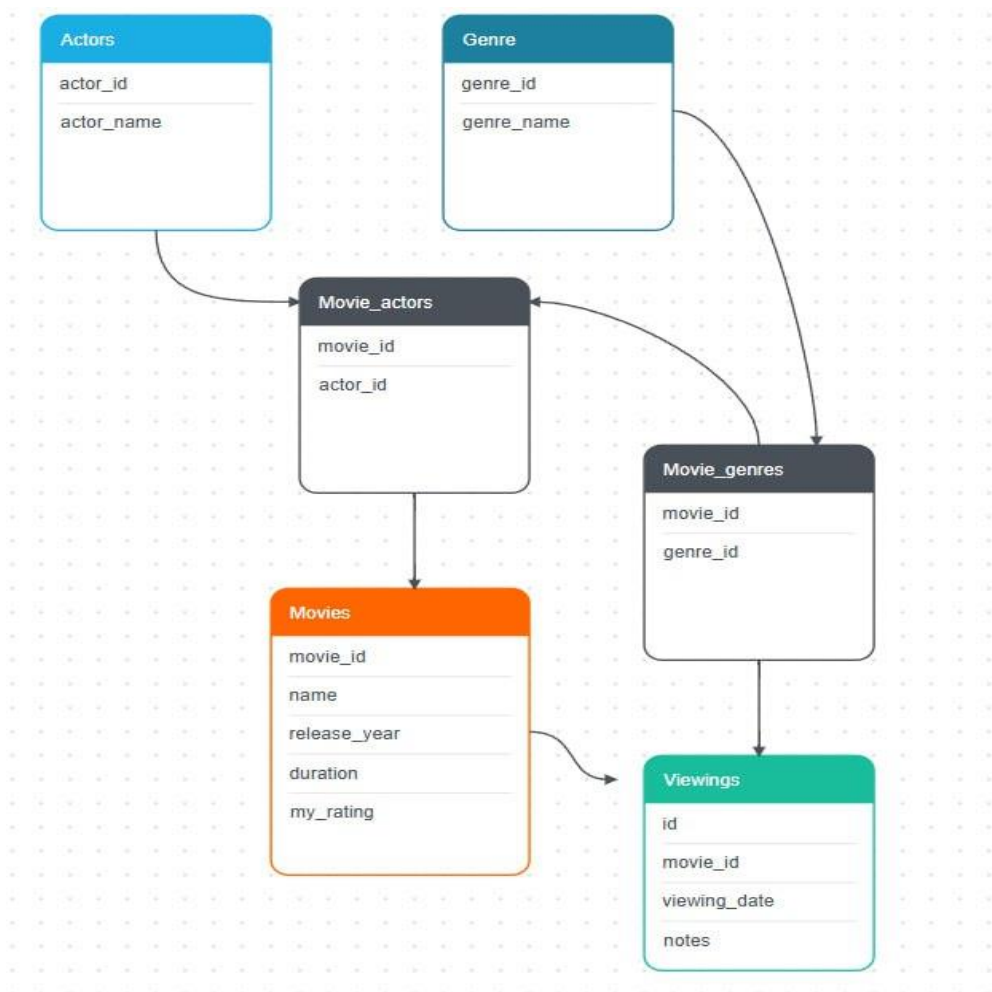 Actors
actor_id
actor_name
Genre
genre_id
genre_name
Movie_actors
movie_id
actor_id
Movie_genres
movie_id
genre_id
Movies
movie_id
name
release_year
duration
my_rating
Viewings
id
movie_id
viewing_date
notes